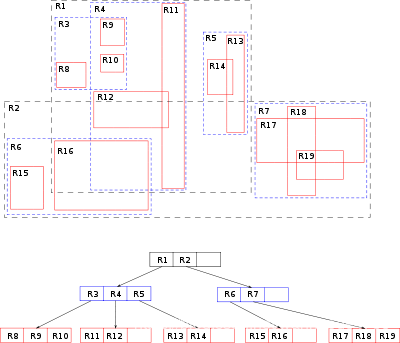 R1
R4
R11
R3
R9
R5
R13
R10
R8
R14
R12
R2
R7
R18
R17
R6
R16
R19
R15
R1 R2
R3 R4 R5
R6 R7
R8 R9 R10
R11 R12
R13 R14
R15 R16
R17 R18 R19